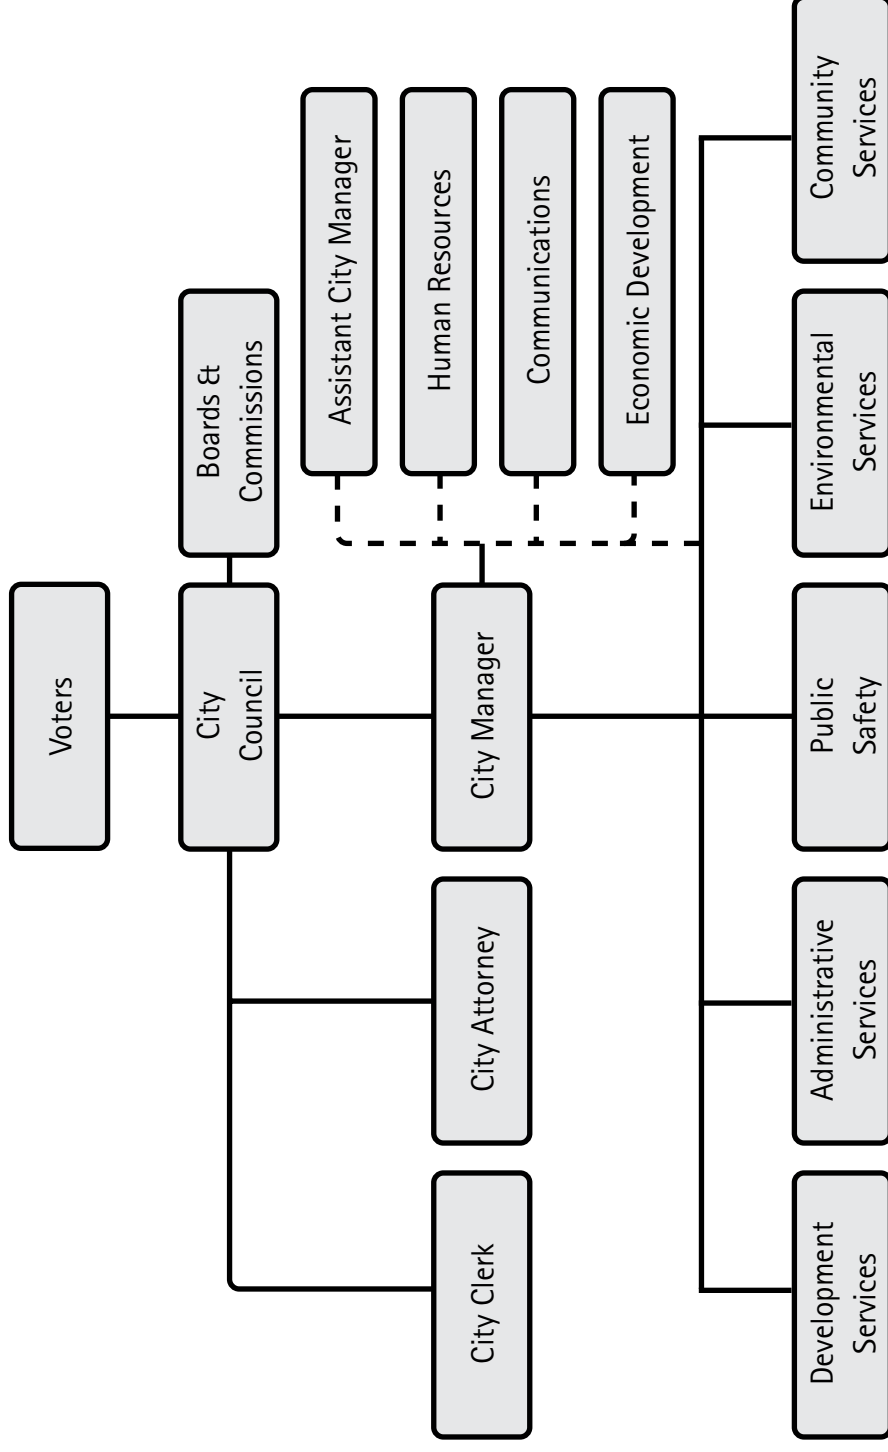 Voters
City
Council
Boards &
Commissions
City Clerk
City Attorney
City Manager
Assistant City Manager
Human Resources
Communications
Economic Development
Development
Services
Administrative
Services
Public
Safety
Environmental
Services
Community
Services